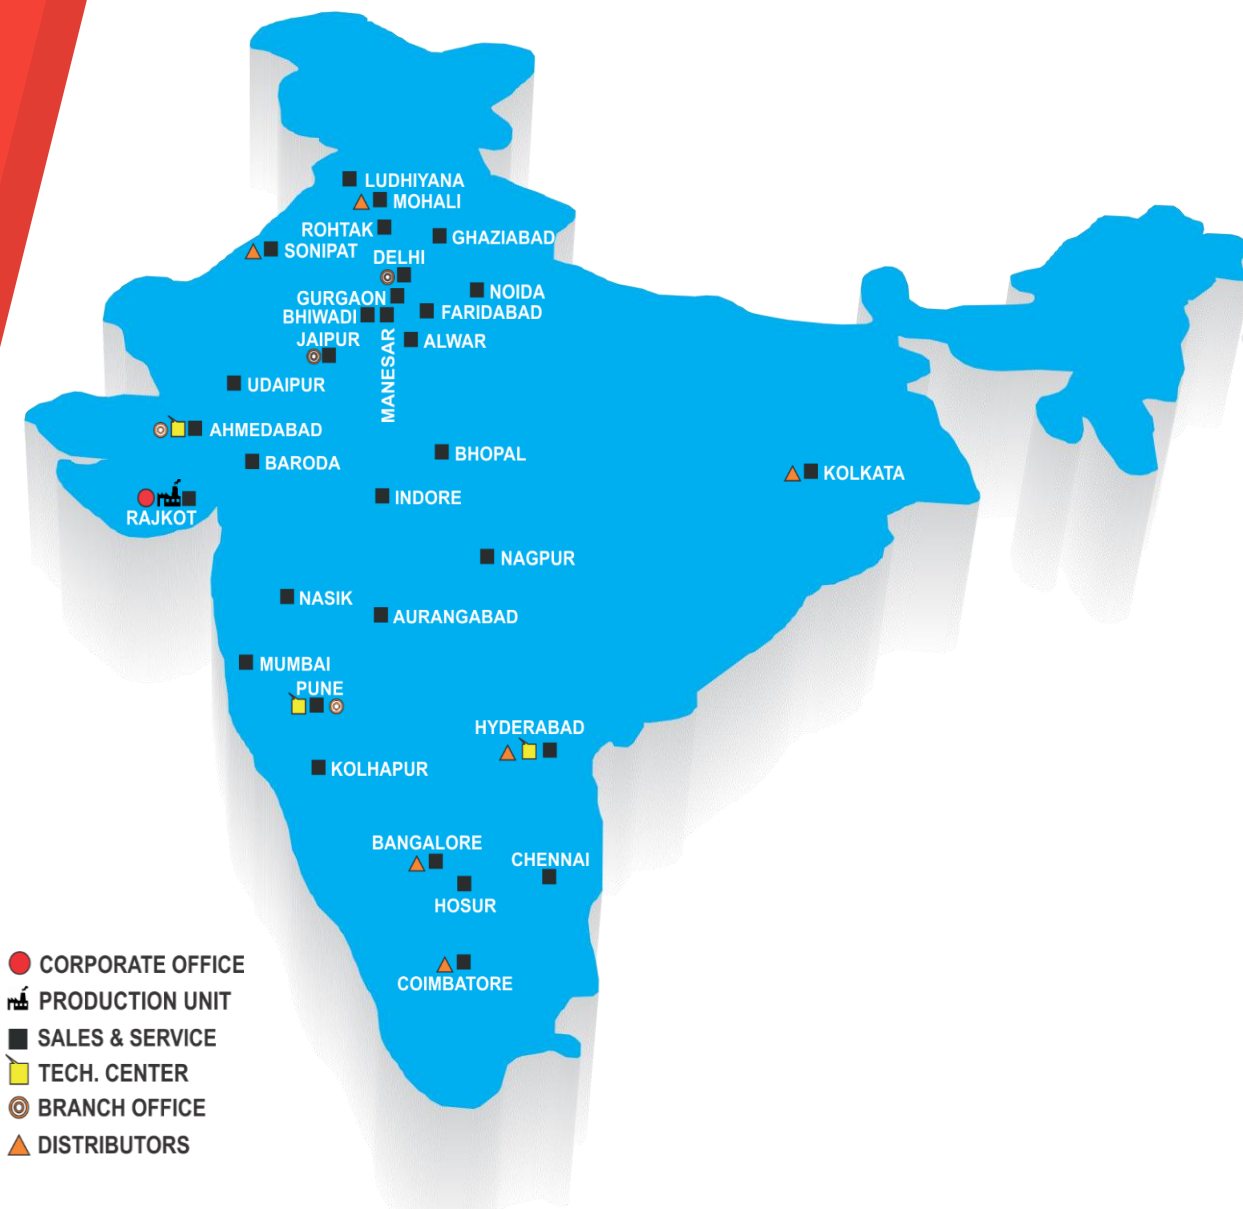 LUDHIYANA
MOHALI
ROHTAK
GHAZIABAD
SONIPAT
DELHI
NOIDA
GURGAON
FARIDABAD
BHIWADI
MANESAR
JAIPUR
ALWAR
UDAIPUR
AHMEDABAD
BARODA
BHOPAL
KOLKATA
INDORE
RAJKOT
NAGPUR
NASIK
AURANGABAD
MUMBAI
PUNE
HYDERABAD
KOLHAPUR
BANGALORE
CHENNAI
HOSUR
COIMBATORE
CORPORATE OFFICE
PRODUCTION UNIT
SALES & SERVICE
TECH. CENTER
BRANCH OFFICE
DISTRIBUTORS